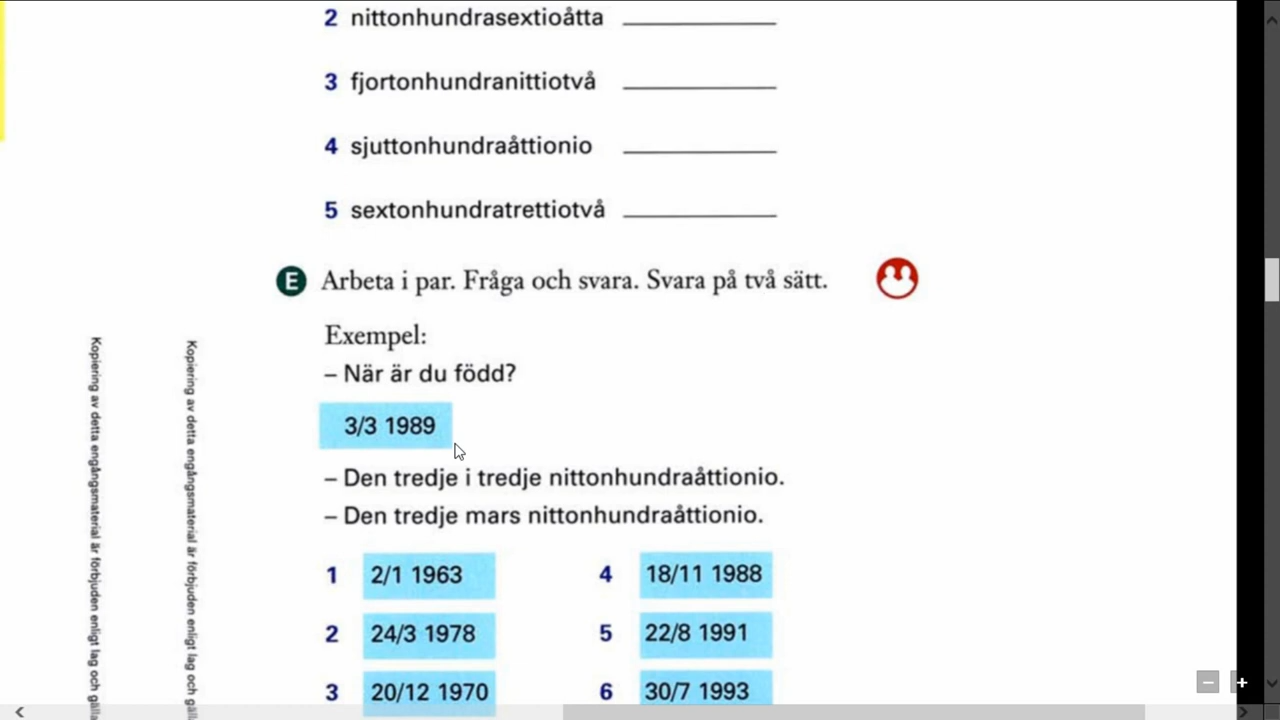 2 nittonhundrasextioåtta
3 fjortonhundranittiotvå
4 sjuttonhundraåttionio
5 sextonhundratrettiotvå
E Arbeta i par. Fråga och svara. Svara på två sätt.
Exempel:
– När är du född?
3/3 1989
– Den tredje i tredje nittonhundraåttionio.
– Den tredje mars nittonhundraåttionio.
1 2/1 1963
2 24/3 1978
3 20/12 1970
4 18/11 1988
5 22/8 1991
6 30/7 1993
Kopiering av detta engångsmaterial är förbjuden enligt lag och
Kopiering av detta engångsmaterial är förbjuden enligt lag och